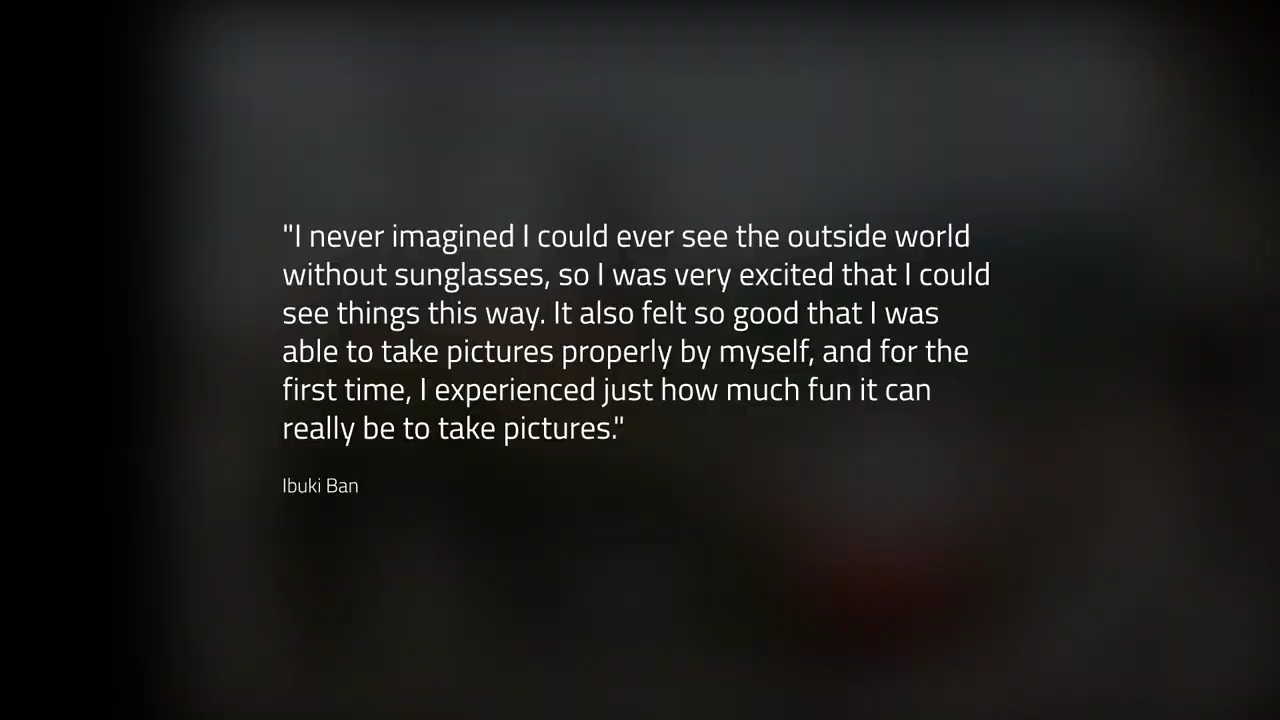 "I never imagined I could ever see the outside world
without sunglasses, so I was very excited that I could
see things this way. It also felt so good that I was
able to take pictures properly by myself, and for the
first time, I experienced just how much fun it can
really be to take pictures."
Ibuki Ban